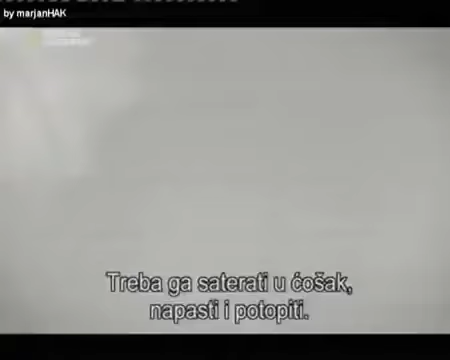 by marjanHAK
Treba ga saterati u ćošak,
napasti i potopiti.